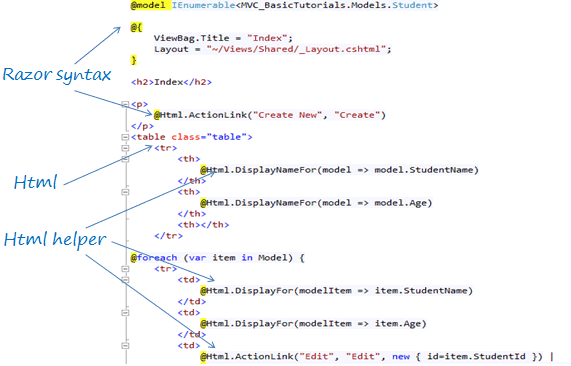 @model IEnumerable<MVC_BasicTutorials.Models.Student>
@{
ViewBag.Title = "Index";
Layout = "~/Views/Shared/_Layout.cshtml";
}
Razor syntax
<h2>Index</h2>
<p>
@Html.ActionLink("Create New", "Create")
</p>
<table class="table">
<tr>
<th>
@Html.DisplayNameFor(model => model.StudentName)
Html
</th>
<th>
@Html.DisplayNameFor(model => model.Age)
</th>
<th></th>
Html helper
</tr>
@foreach (var item in Model) {
<tr>
<td>
@Html.DisplayFor(modelItem => item.StudentName)
</td>
<td>
@Html.DisplayFor(modelItem => item.Age)
</td>
<td>
@Html.ActionLink("Edit", "Edit", new { id=item.StudentId }) |